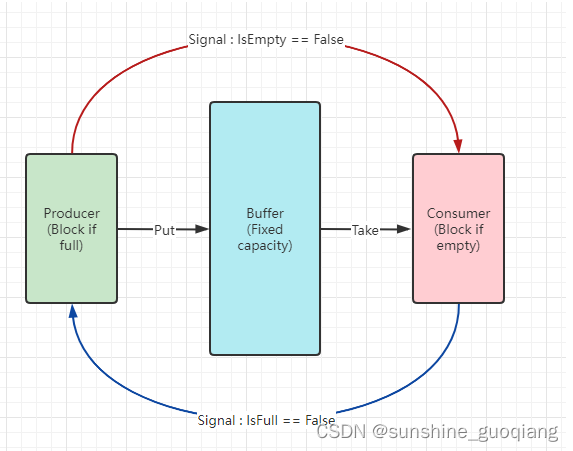 Signal : IsEmpty == False
Producer
(Block if
full)
Put
Buffer
(Fixed
capacity)
Take
Consumer
(Block if
empty)
Signal : IsFull == False
CSDN @sunshine_guoqiang